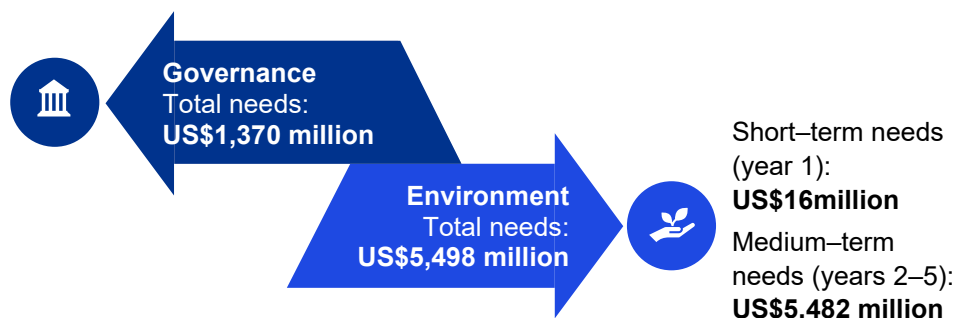 Governance
Total needs:
US$1,370 million
Environment
Total needs:
US$5,498 million
Short–term needs
(year 1):
US$16million
Medium–term
needs (years 2–5):
US$5,482 million